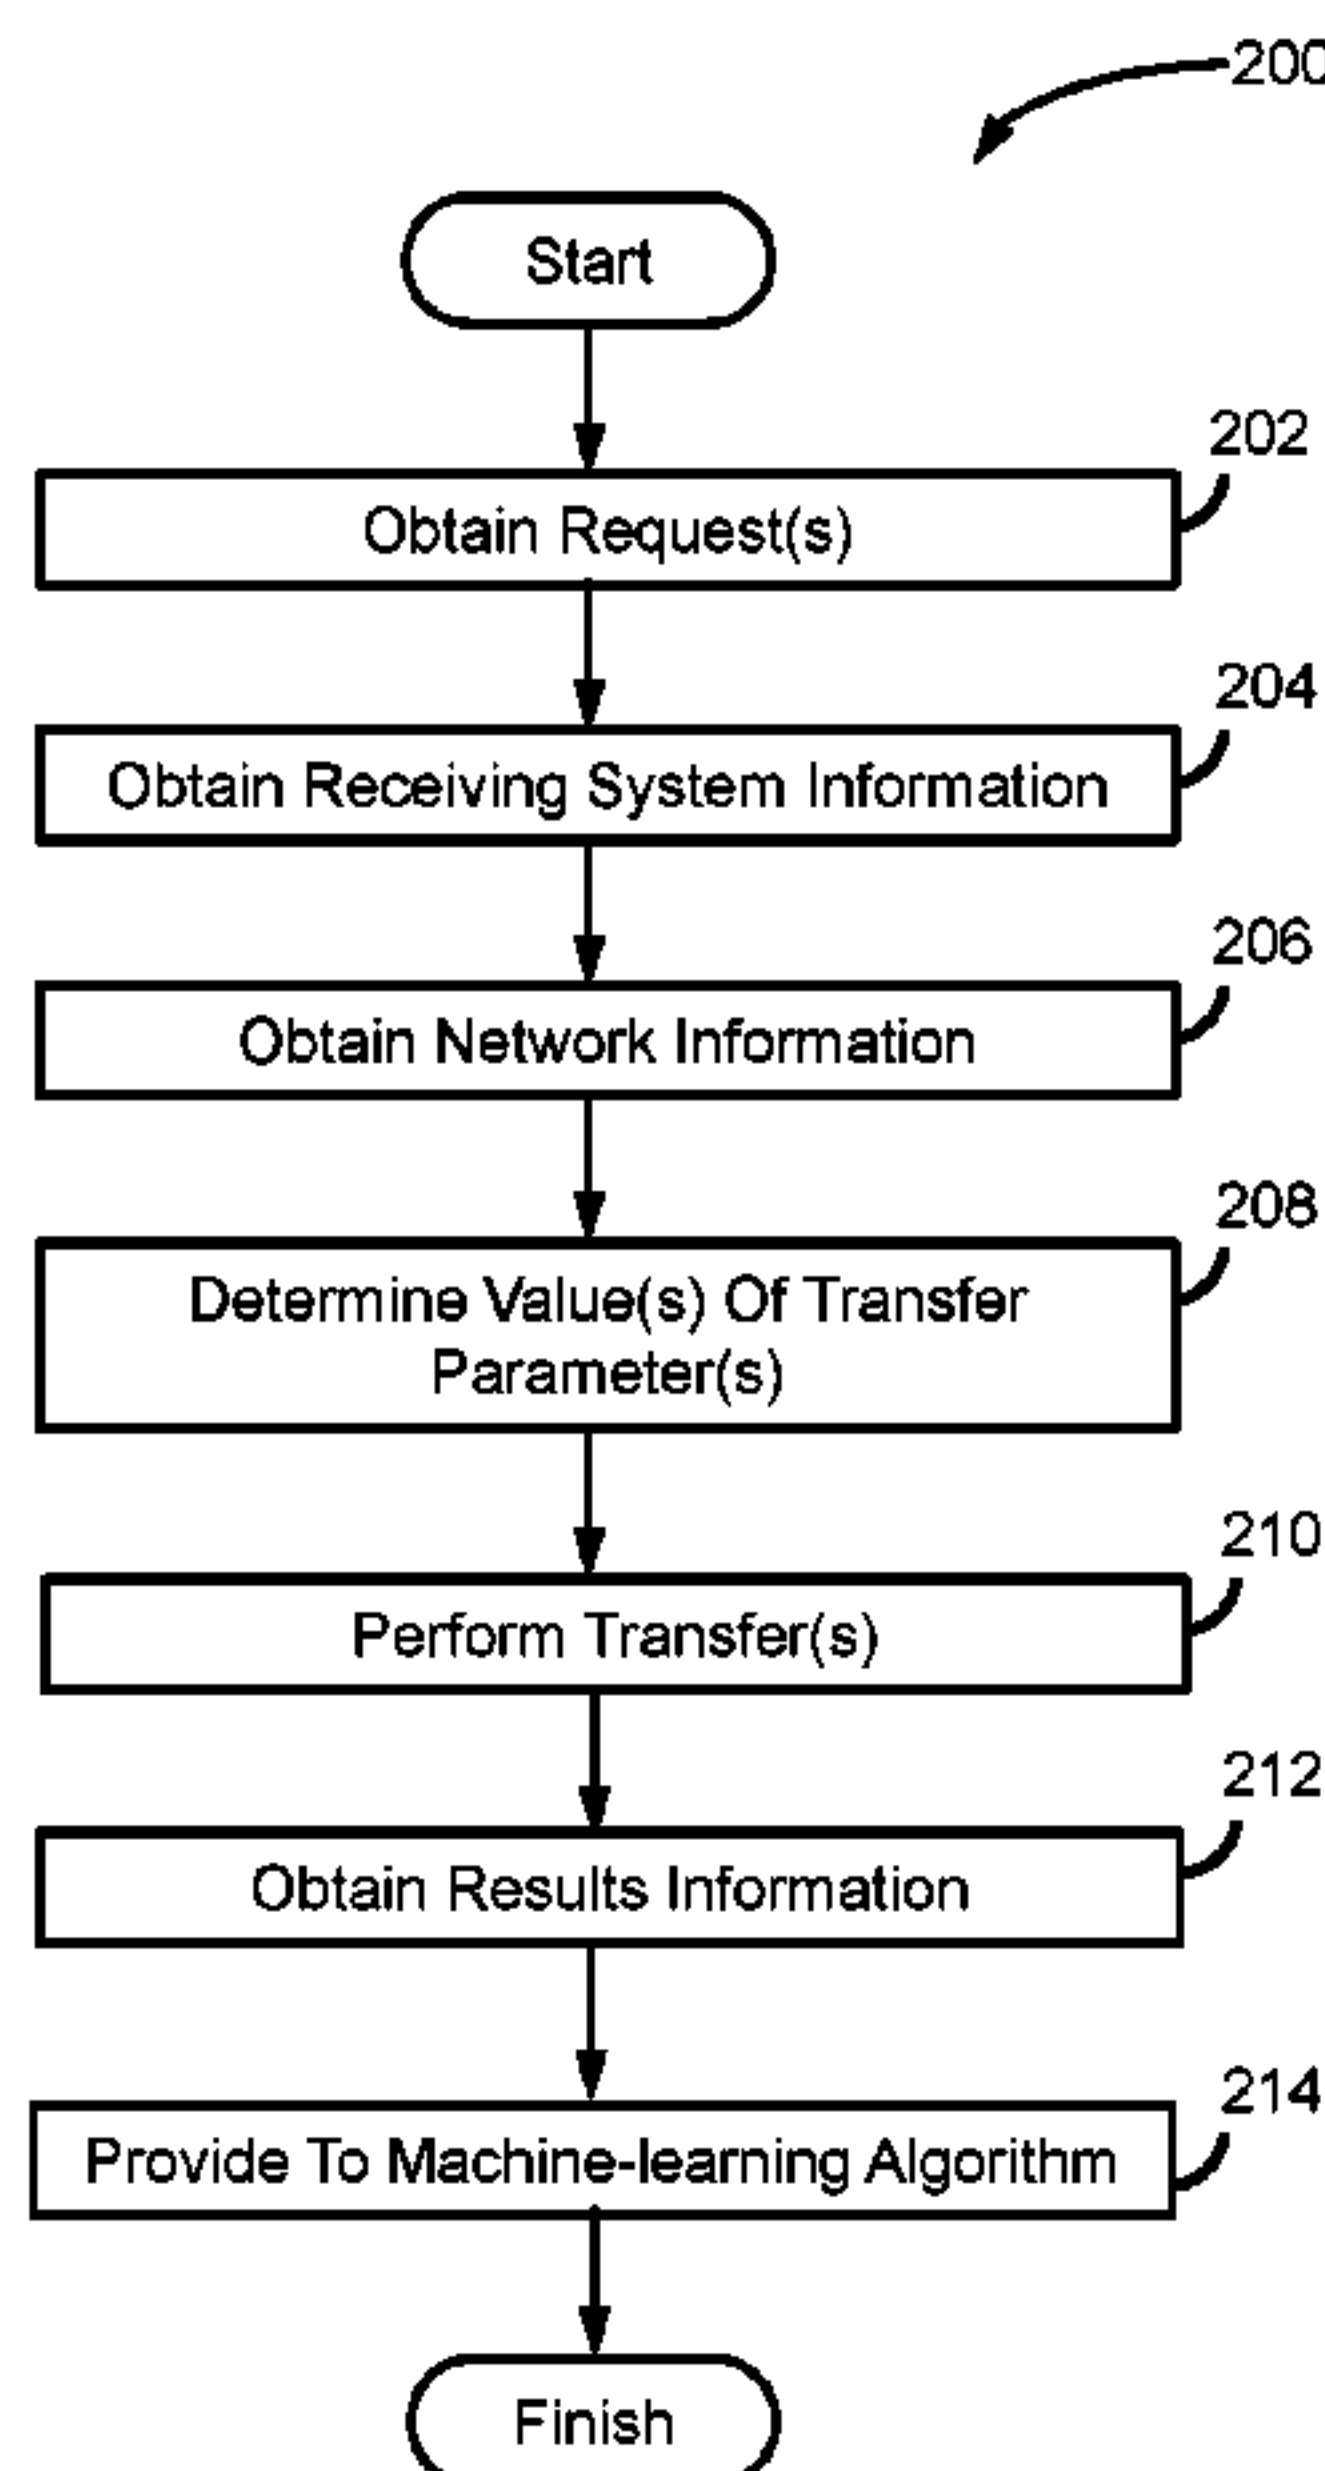 200
Start
202
Obtain Request(s)
204
Obtain Receiving System Information
206
Obtain Network Information
208
Determine Value(s) Of Transfer
Parameter(s)
210
Perform Transfer(s)
212
Obtain Results Information
214
Provide To Machine-learning Algorithm
Finish